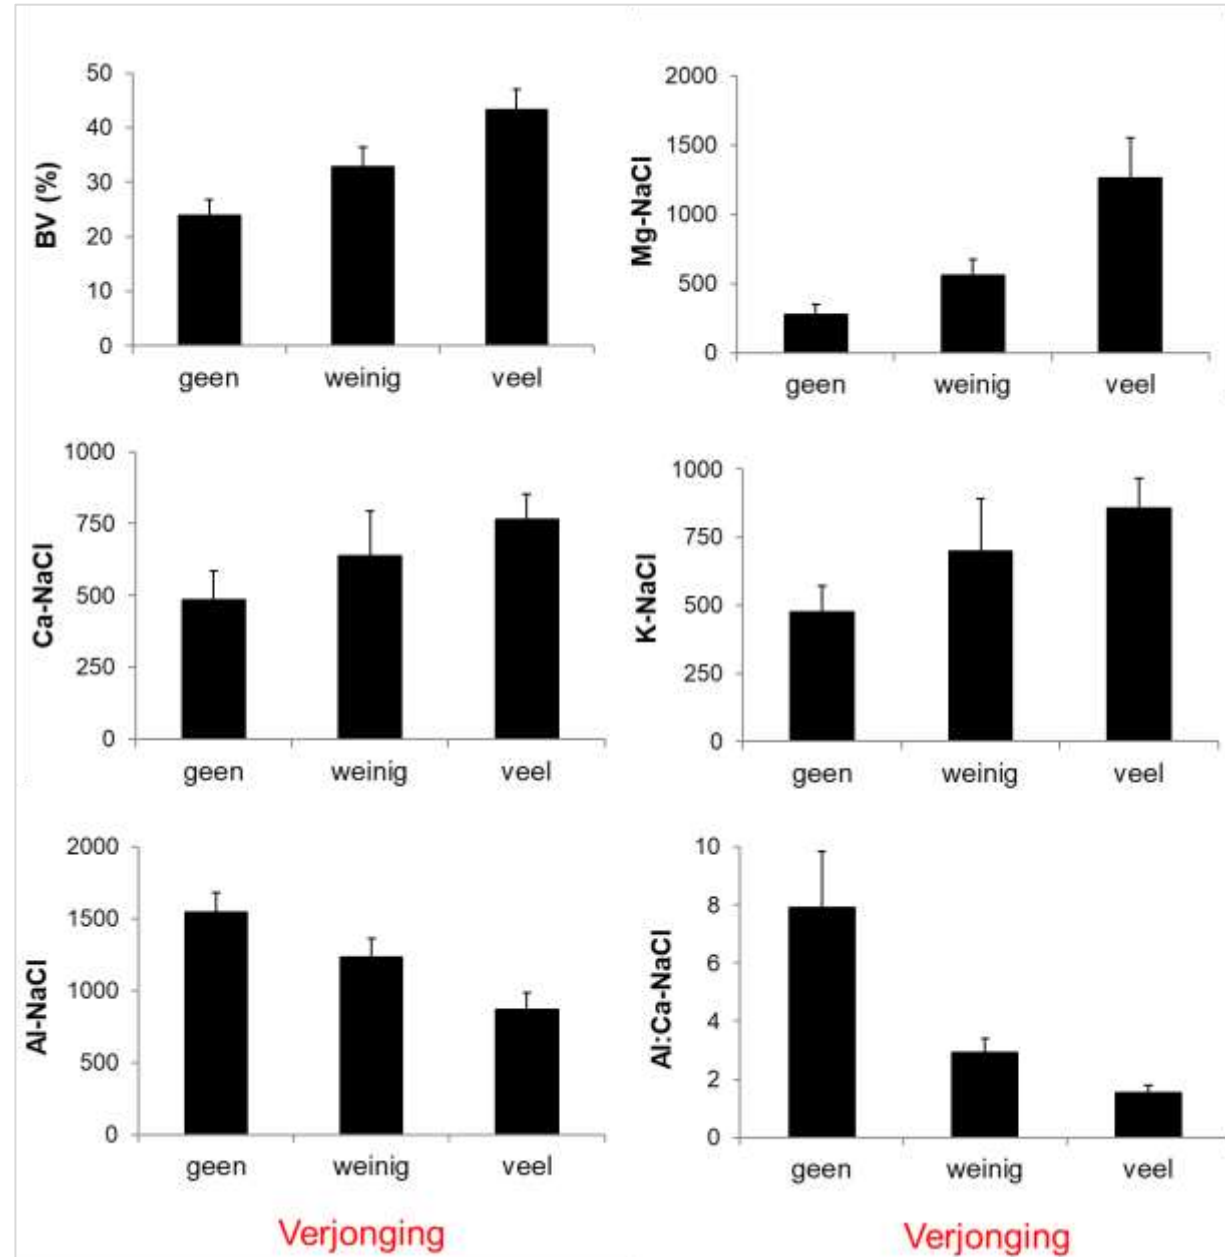 BV (%)
50
40
30
20
10
0
geen weinig veel
Mg-NaCl
2000
1500
1000
500
0
geen weinig veel
Ca-NaCl
1000
750
500
250
0
geen weinig veel
K-NaCl
1000
750
500
250
0
geen weinig veel
Al-NaCl
2000
1500
1000
500
0
geen weinig veel
Verjonging
Al:Ca-NaCl
10
8
6
4
2
0
geen weinig veel
Verjonging